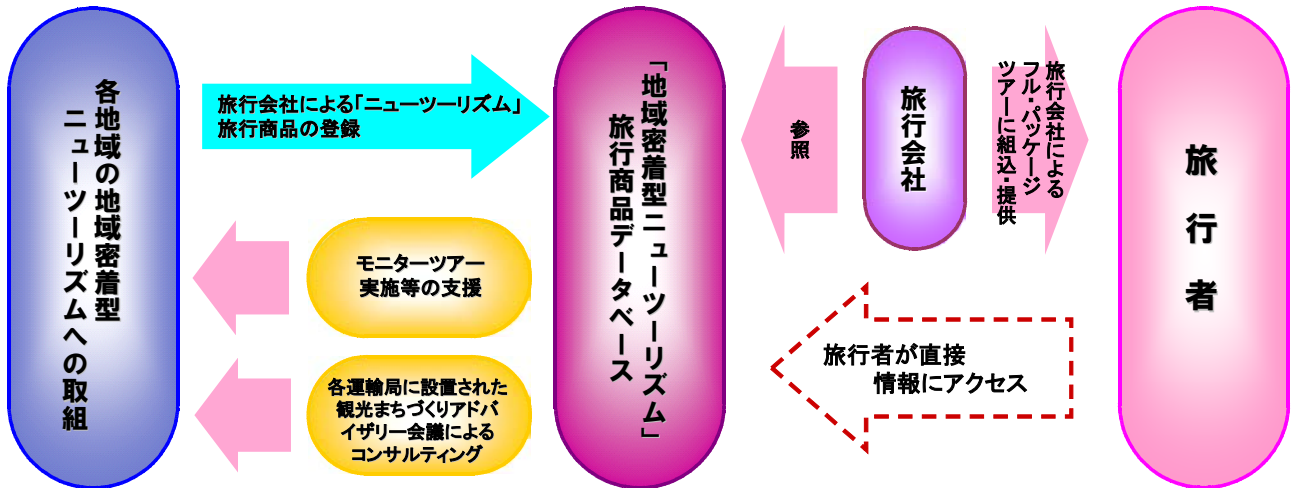 各地域の地域密着型
ニューツーリズムへの取組
旅行会社による「ニューツーリズム」
旅行商品の登録
モニターツアー
実施等の支援
各運輸局に設置された
観光まちづくりアドバ
イザリー会議による
コンサルティング
「地域密着型ニューツーリズム」
旅行商品データベース
参照
旅行会社
旅行会社による
フル・パッケージ
ツアーに組込・提供
旅行者が直接
情報にアクセス
旅行者